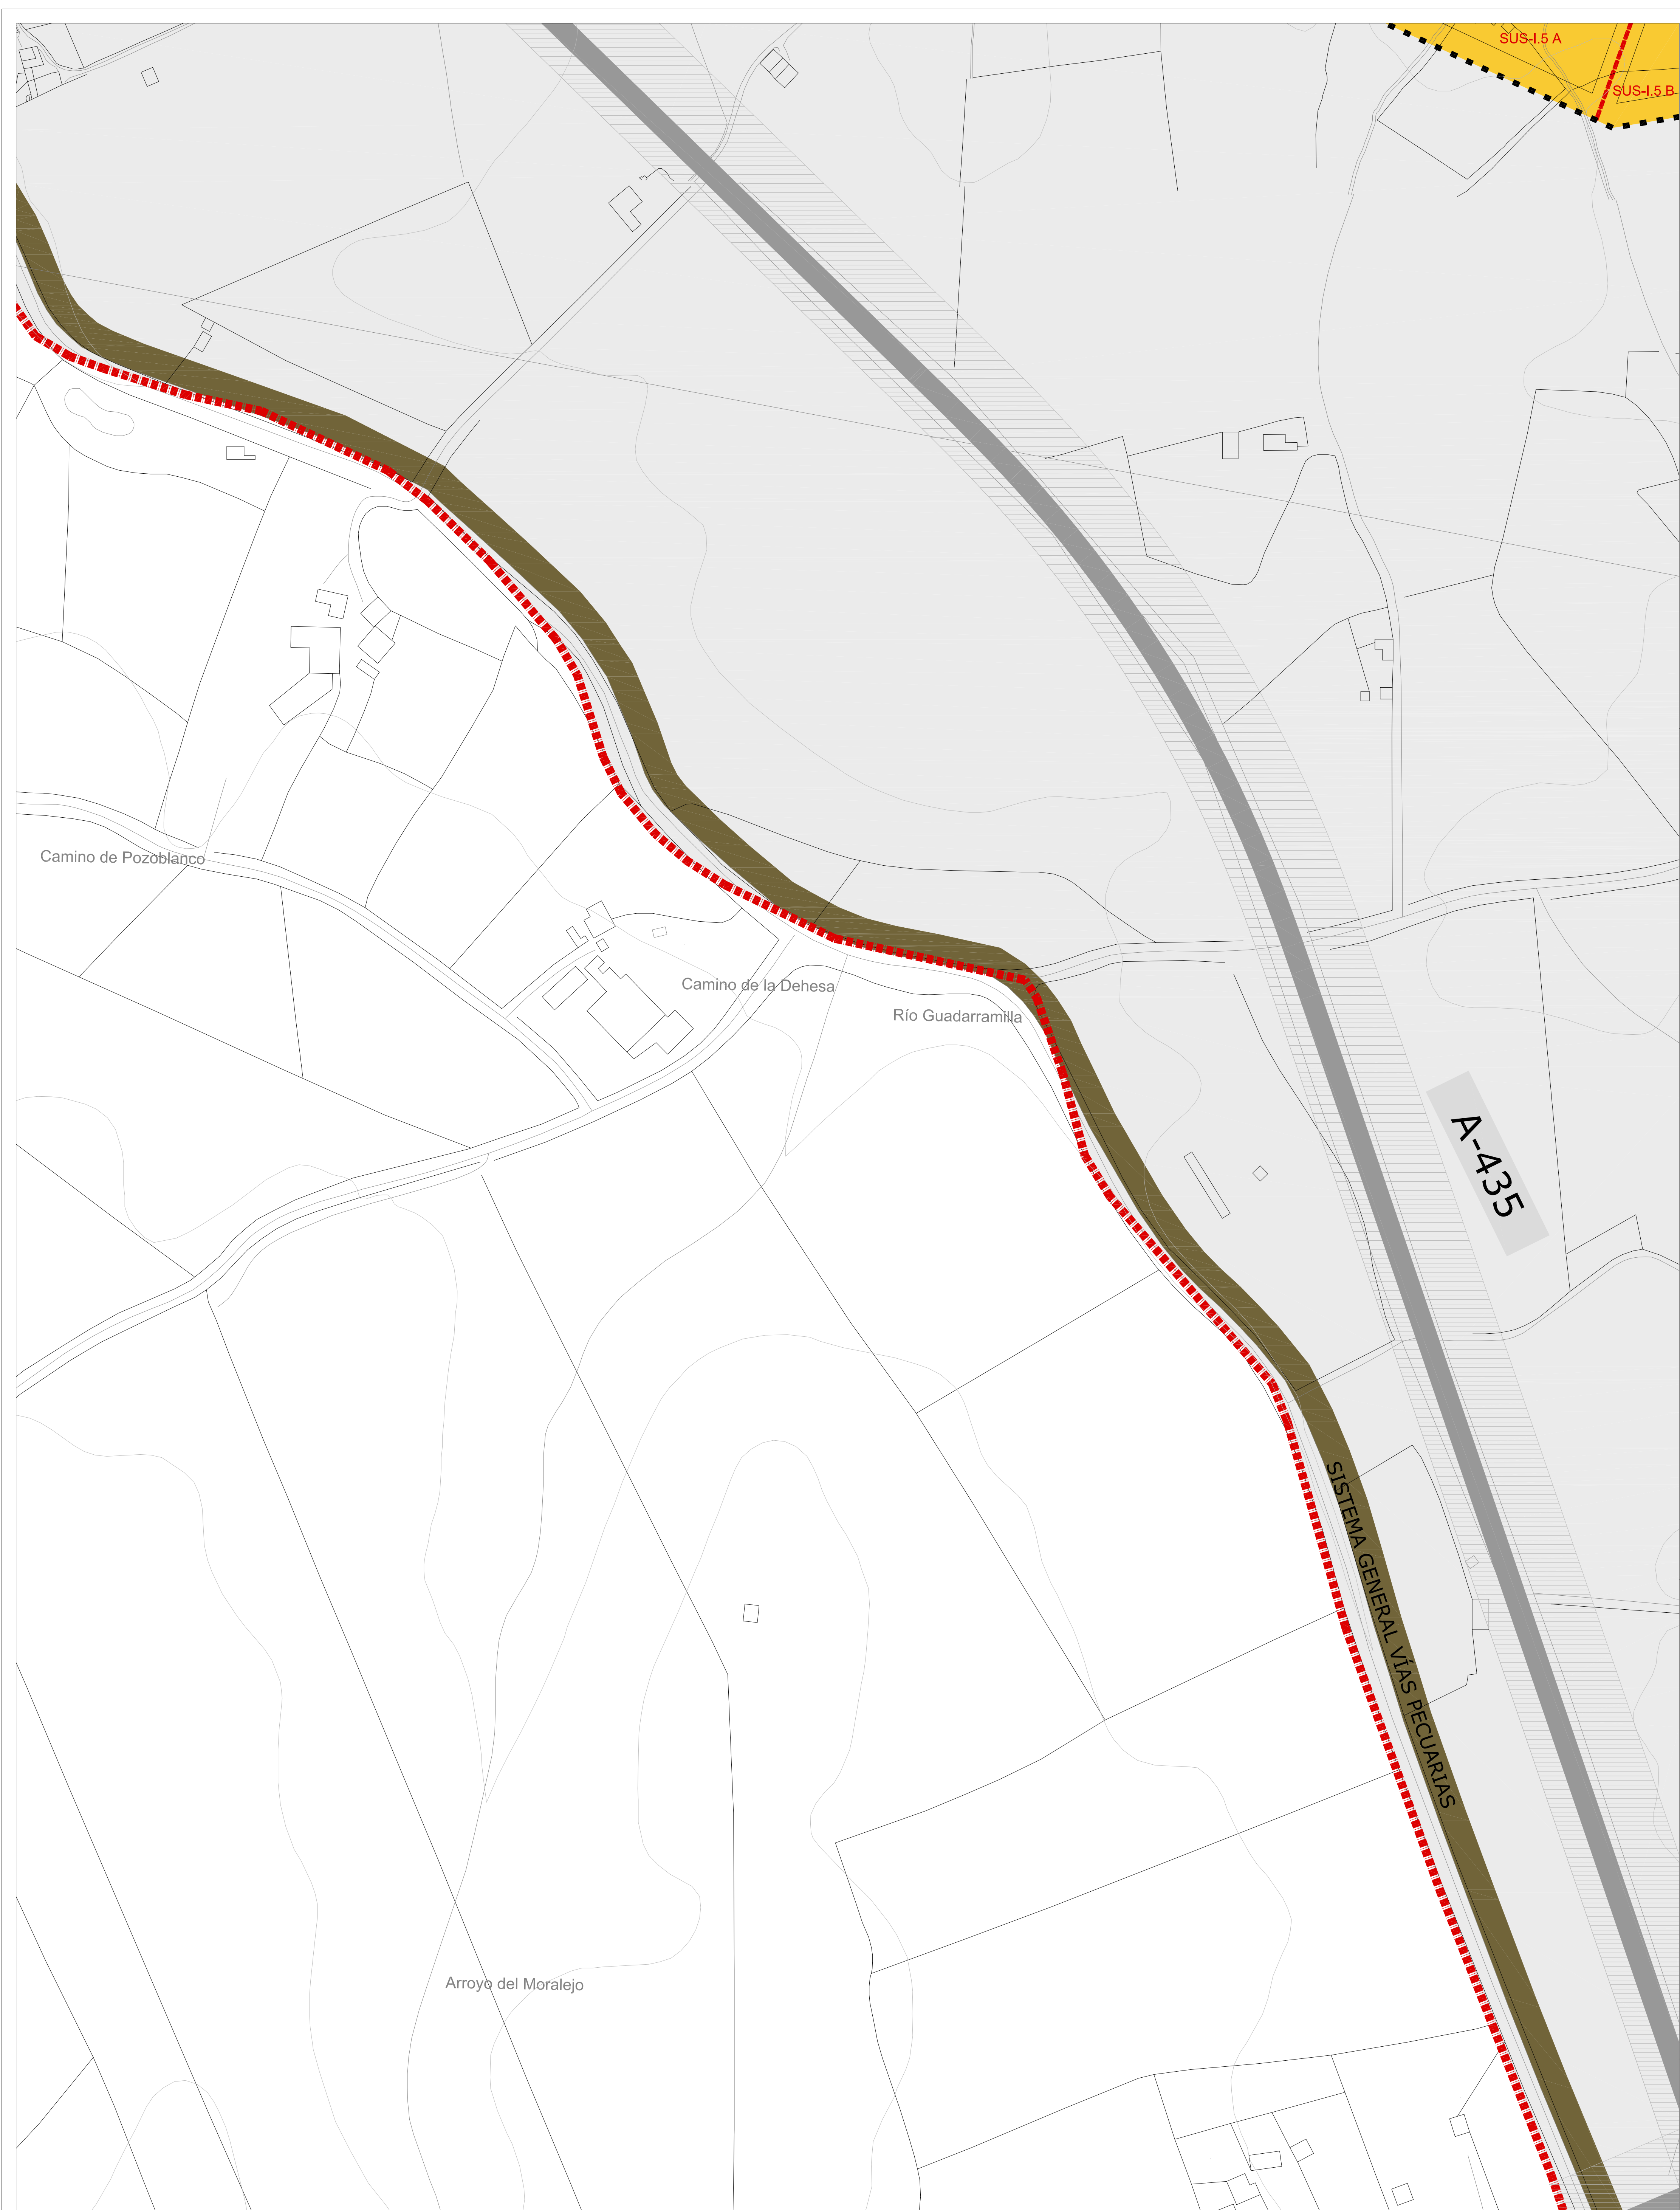 SUS-I.5 A
SUS-I.5 B
Camino de Pozoblanco
Camino de la Dehesa
Río Guadarramilla
A-435
SISTEMA GENERAL VÍAS PECUARIAS
Arroyo del Moralejo